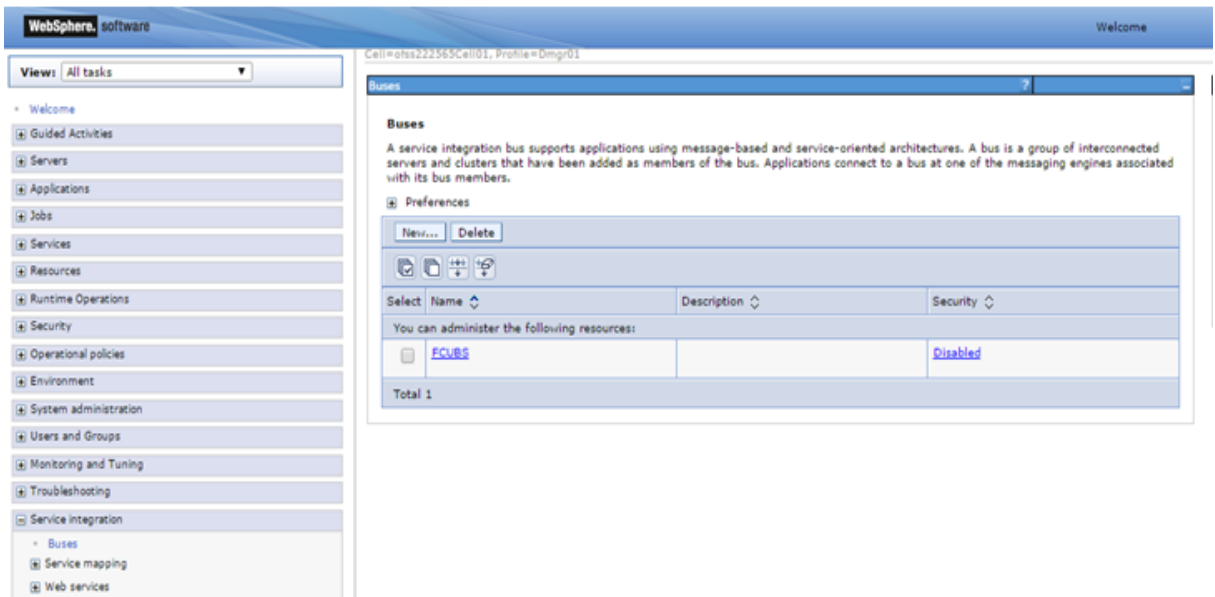 WebSphere. software
Welcome
View: All tasks
Welcome
Guided Activities
Servers
Applications
Jobs
Services
Resources
Runtime Operations
Security
Operational policies
Environment
System administration
Users and Groups
Monitoring and Tuning
Troubleshooting
Service integration
Buses
Service mapping
Web services
Cell=ofss222565Cell01, Profile=Dmgr01
Buses
?
Buses
A service integration bus supports applications using message-based and service-oriented architectures. A bus is a group of interconnected
servers and clusters that have been added as members of the bus. Applications connect to a bus at one of the messaging engines associated
with its bus members.
Preferences
New... Delete
Select Name Description Security
You can administer the following resources:
FCUBS Disabled
Total 1